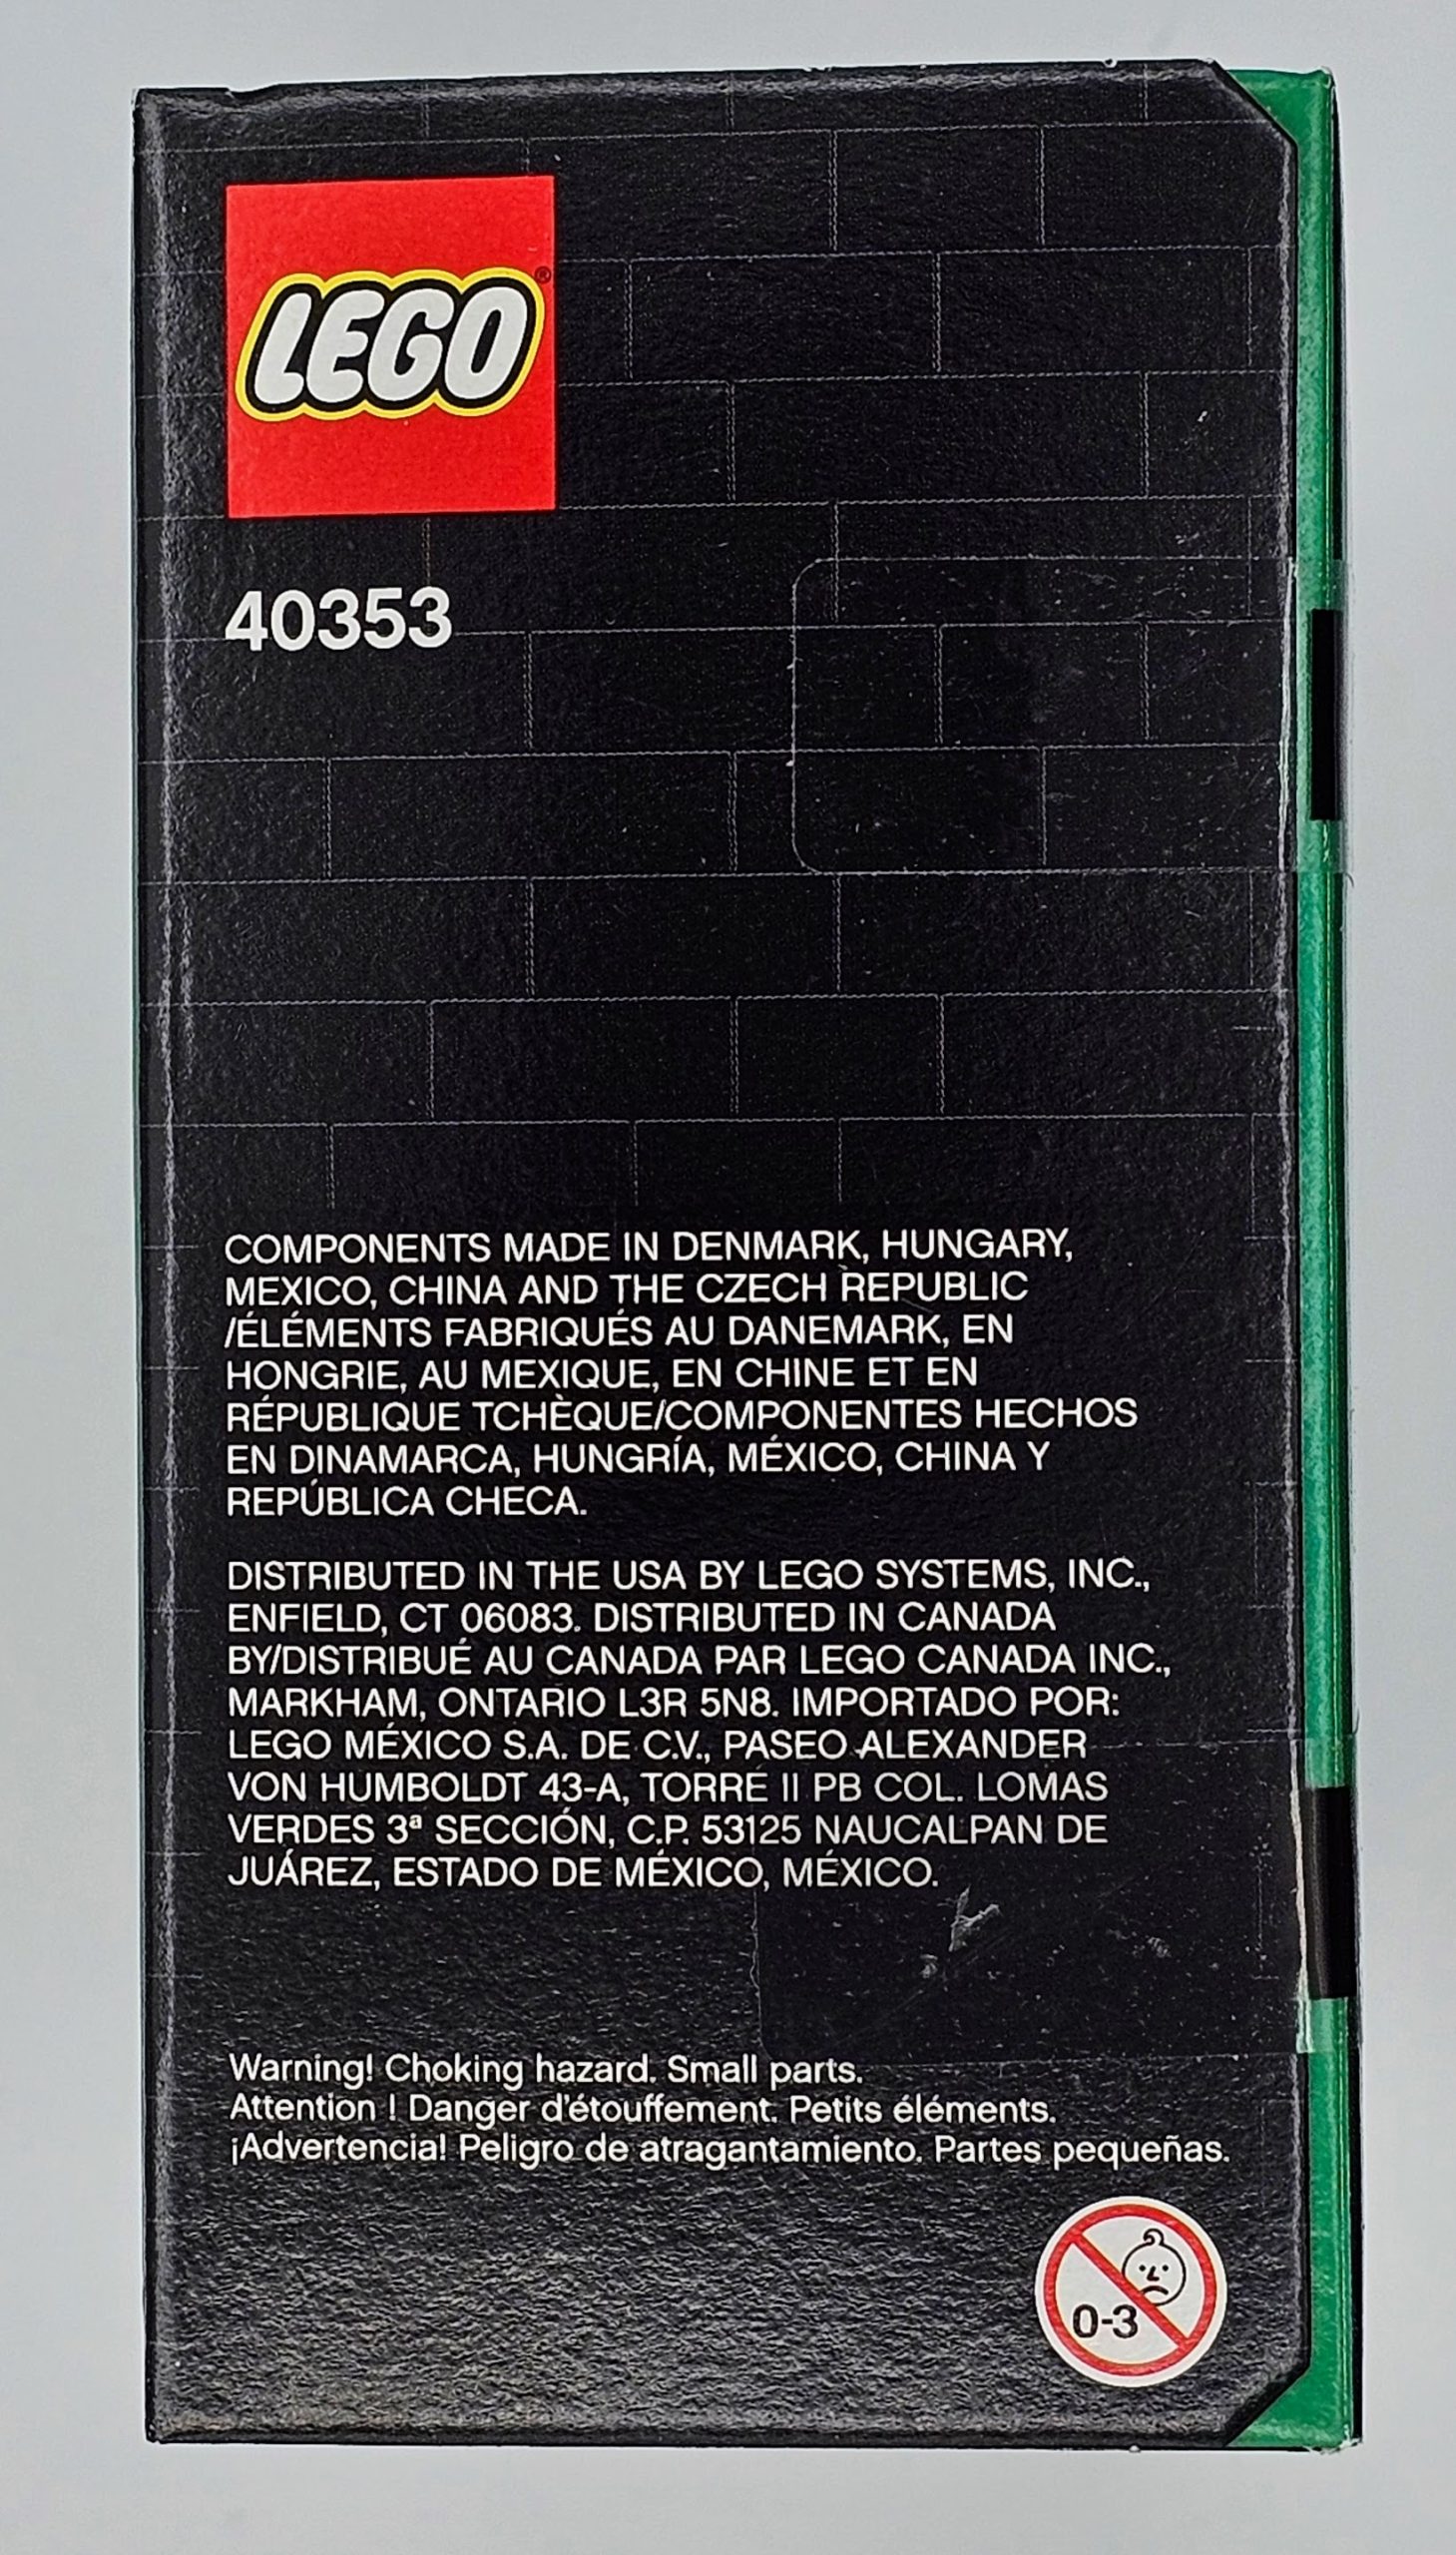 LEGO®
40353
COMPONENTS MADE IN DENMARK, HUNGARY,
MEXICO, CHINA AND THE CZECH REPUBLIC
/ÉLÉMENTS FABRIQUÉS AU DANEMARK, EN
HONGRIE, AU MEXIQUE, EN CHINE ET EN
RÉPUBLIQUE TCHÈQUE/COMPONENTES HECHOS
EN DINAMARCA, HUNGRÍA, MÉXICO, CHINA Y
REPÚBLICA CHECA.
DISTRIBUTED IN THE USA BY LEGO SYSTEMS, INC.,
ENFIELD, CT 06083. DISTRIBUTED IN CANADA
BY/DISTRIBUÉ AU CANADA PAR LEGO CANADA INC.,
MARKHAM, ONTARIO L3R 5N8. IMPORTADO POR:
LEGO MÉXICO S.A. DE C.V., PASEO ALEXANDER
VON HUMBOLDT 43-A, TORRE II PB COL. LOMAS
VERDES 3ª SECCIÓN, C.P. 53125 NAUCALPAN DE
JUÁREZ, ESTADO DE MÉXICO, MÉXICO.
Warning! Choking hazard. Small parts.
Attention ! Danger d'étouffement. Petits éléments.
¡Advertencia! Peligro de atragantamiento. Partes pequeñas.
0-3